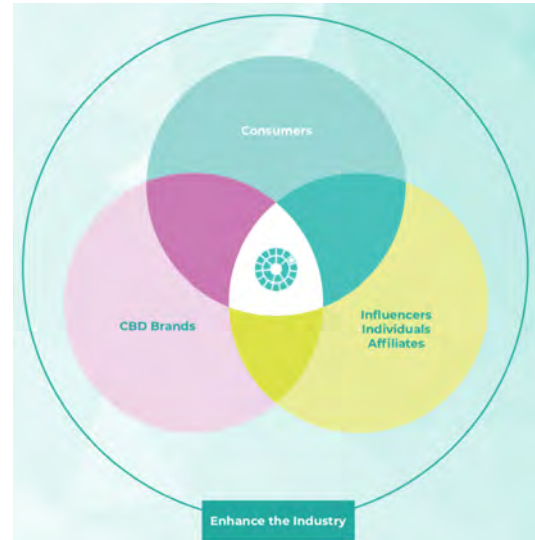 Consumers
CBD Brands
Influencers
Individuals
Affiliates
Enhance the Industry